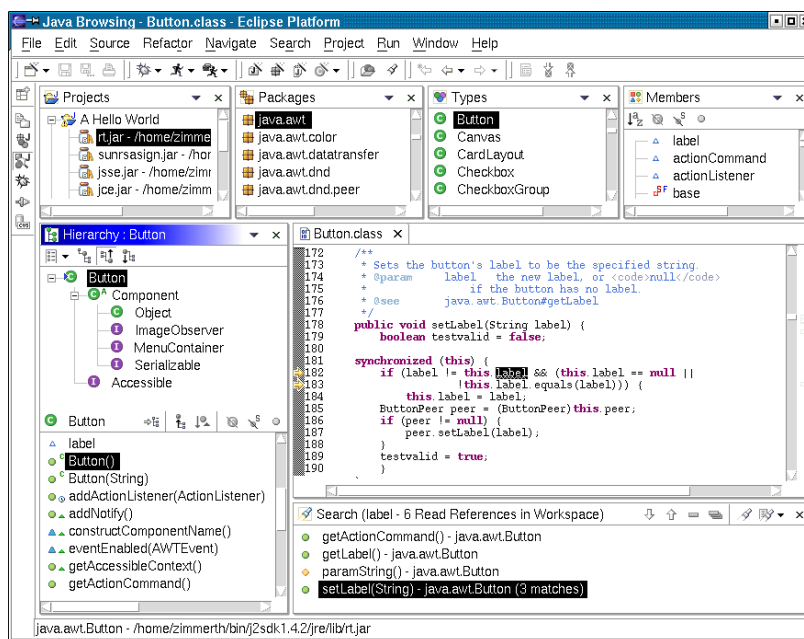 Java Browsing - Button.class - Eclipse Platform
File Edit Source Refactor Navigate Search Project Run Window Help
Projects
A Hello World
rt.jar - /home/zimme
sunrsasign.jar - /hor
jsse.jar - /home/zimr
jce.jar - /home/zimm
Packages
java.awt
java.awt.color
java.awt.datatransfer
java.awt.dnd
java.awt.dnd.peer
Types
Button
Canvas
CardLayout
Checkbox
CheckboxGroup
Members
label
actionCommand
actionListener
base
Hierarchy : Button
Button
Component
Object
ImageObserver
MenuContainer
Serializable
Accessible
Button
label
Button()
Button(String)
addActionListener(ActionListener)
addNotify()
constructComponentName()
eventEnabled(AWTEvent)
getAccessibleContext()
getActionCommand()
Button.class
172 /**
173 * Sets the button's label to be the specified string.
174 * @param label the new label, or <code>null</code>
175 * if the button has no label.
176 * @see java.awt.Button#getLabel
177 */
178 public void setLabel(String label) {
179 boolean testvalid = false;
180
181 synchronized (this) {
182 if (label != this.label && (this.label == null ||
183 !this.label.equals(label))) {
184 this.label = label;
185 ButtonPeer peer = (ButtonPeer)this.peer;
186 if (peer != null) {
187 peer.setLabel(label);
188 }
189 testvalid = true;
190 }
Search (label - 6 Read References in Workspace)
getActionCommand() - java.awt.Button
getLabel() - java.awt.Button
paramString() - java.awt.Button
setLabel(String) - java.awt.Button (3 matches)
java.awt.Button - /home/zimmerth/bin/j2sdk1.4.2/jre/lib/rt.jar